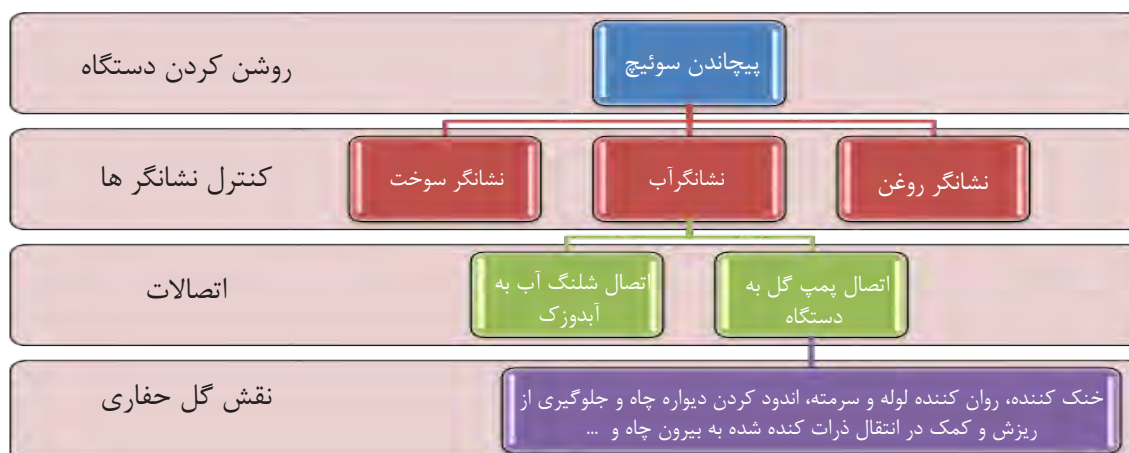 روشن کردن دستگاه
پیچاندن سوئیچ
کنترل نشانگر ها
نشانگر روغن
نشانگرآب
نشانگر سوخت
اتصالات
اتصال پمپ گل به
دستگاه
اتصال شلنگ آب به
آبدوزک
نقش گل حفاری
خنک کننده، روان کننده لوله و سرمته، اندود کردن دیواره چاه و جلوگیری از
ریزش و کمک در انتقال ذرات کنده شده به بیرون چاه و ...